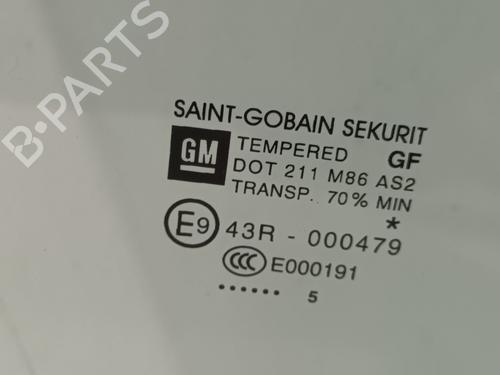 B-PARTS
SAINT-GOBAIN SEKURIT
GM TEMPERED GF
DOT 211 M86 AS2
TRANSP.. 70% MIN
*
E9 43R - 000479
CCC E000191
...... 5